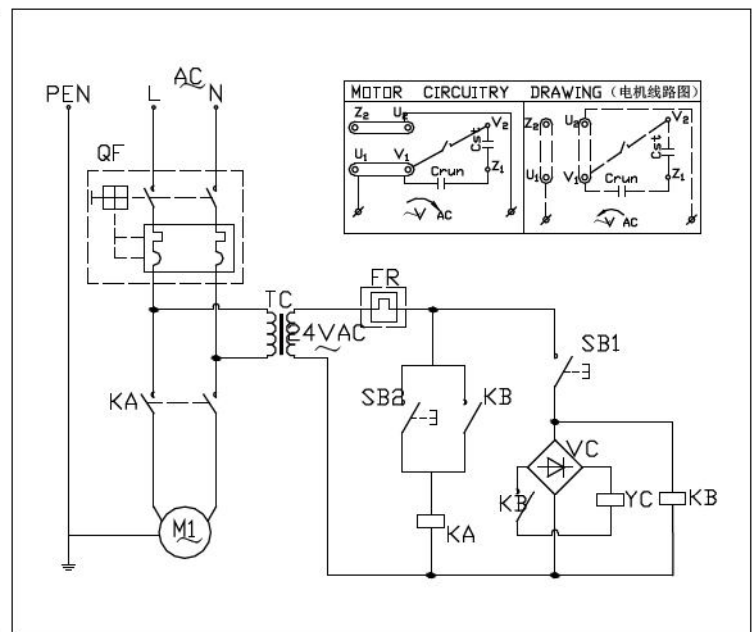 AC
PEN L N
QF
MOTOR CIRCUITRY DRAWING (电机线路图)
Z2 U2 V2
Cst
U1 V1 Z1
Crun
V AC
Z2 U2 V2
Cst
U1 V1 Z1
Crun
V AC
TC
24VAC
FR
SB1
KA
SB2 KB
VC
KB YC KB
M1
KA